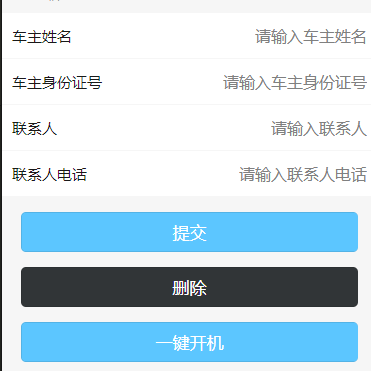 车主姓名 请输入车主姓名
车主身份证号 请输入车主身份证号
联系人 请输入联系人
联系人电话 请输入联系人电话
提交
删除
一键开机